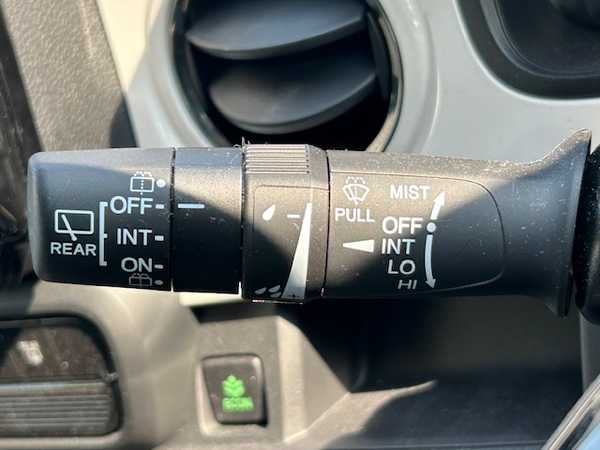 OFF
INT
ON
REAR
PULL
MIST
OFF
INT
LO
HI
ECON